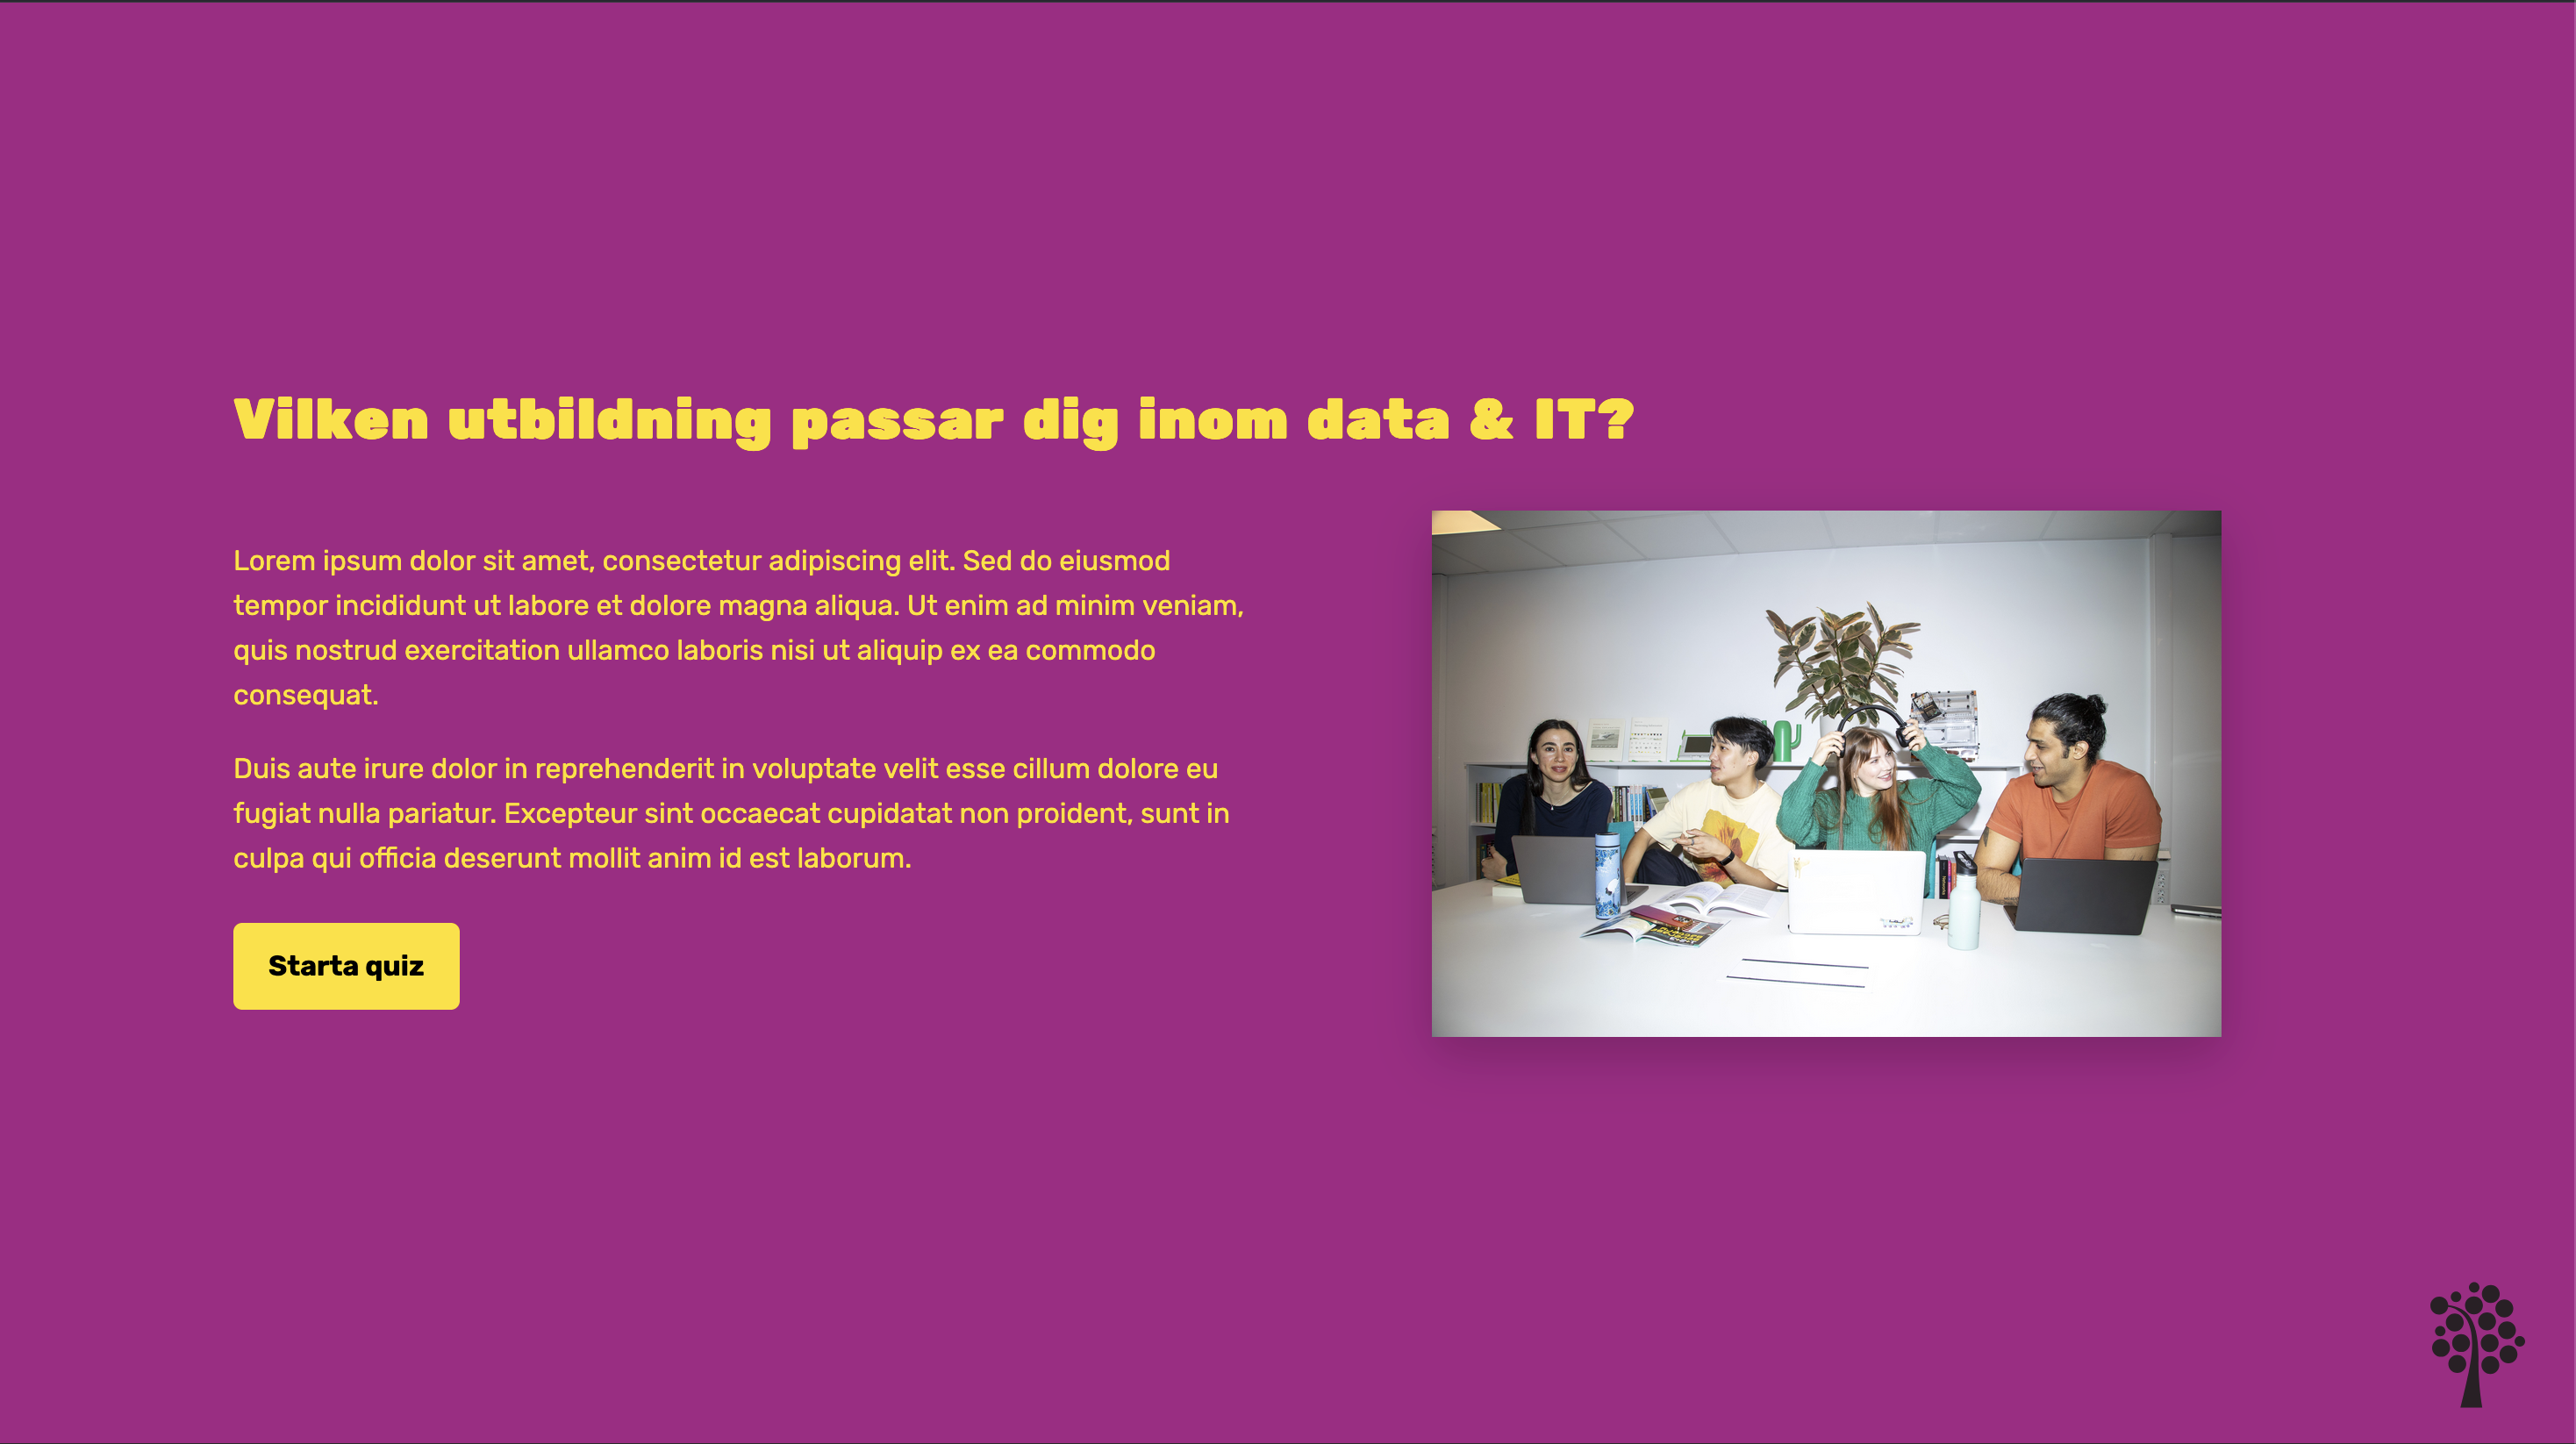 Vilken utbildning passar dig inom data & IT?
Lorem ipsum dolor sit amet, consectetur adipiscing elit. Sed do eiusmod
tempor incididunt ut labore et dolore magna aliqua. Ut enim ad minim veniam,
quis nostrud exercitation ullamco laboris nisi ut aliquip ex ea commodo
consequat.
Duis aute irure dolor in reprehenderit in voluptate velit esse cillum dolore eu
fugiat nulla pariatur. Excepteur sint occaecat cupidatat non proident, sunt in
culpa qui officia deserunt mollit anim id est laborum.
Starta quiz